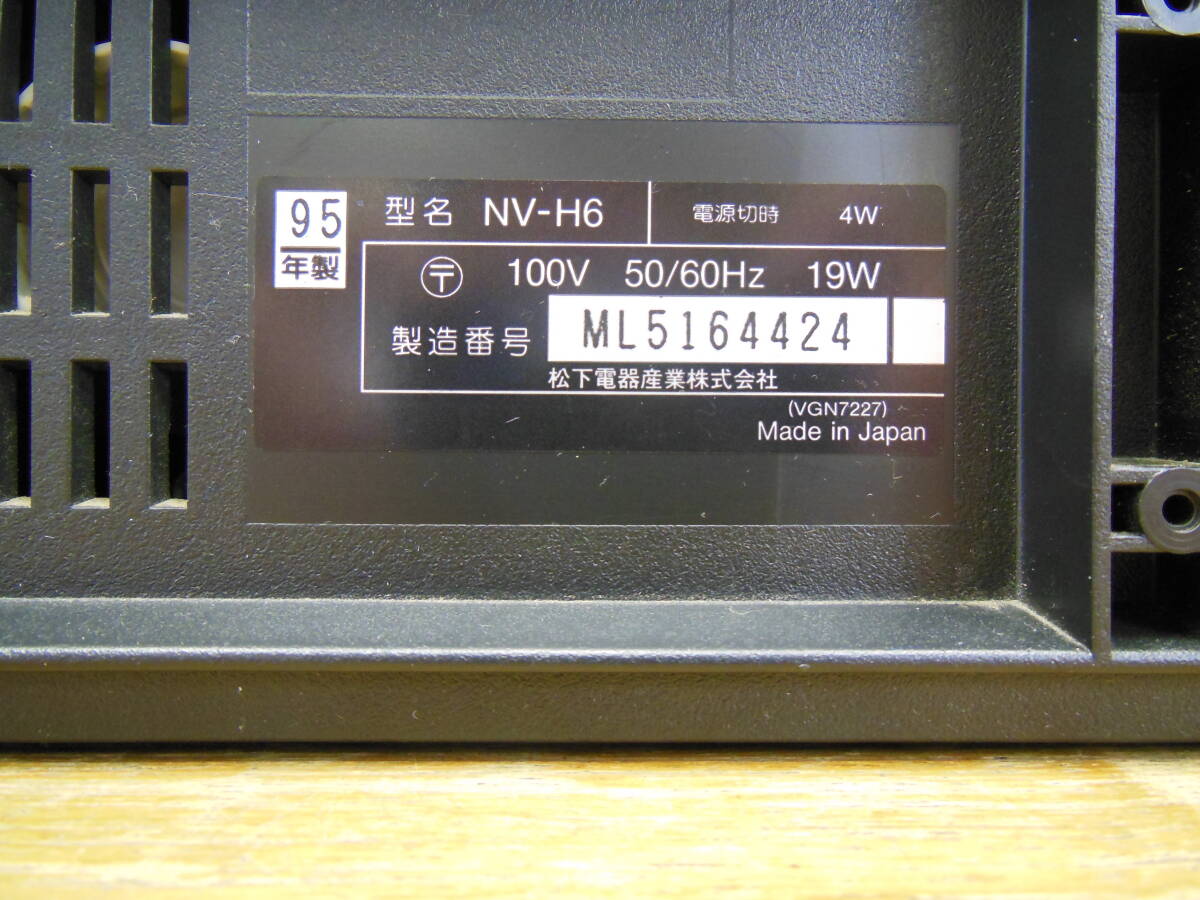 95
年製
型名 NV-H6 電源切時 4W
〒 100V 50/60Hz 19W
製造番号 ML5164424
松下電器産業株式会社
(VGN7227)
Made in Japan